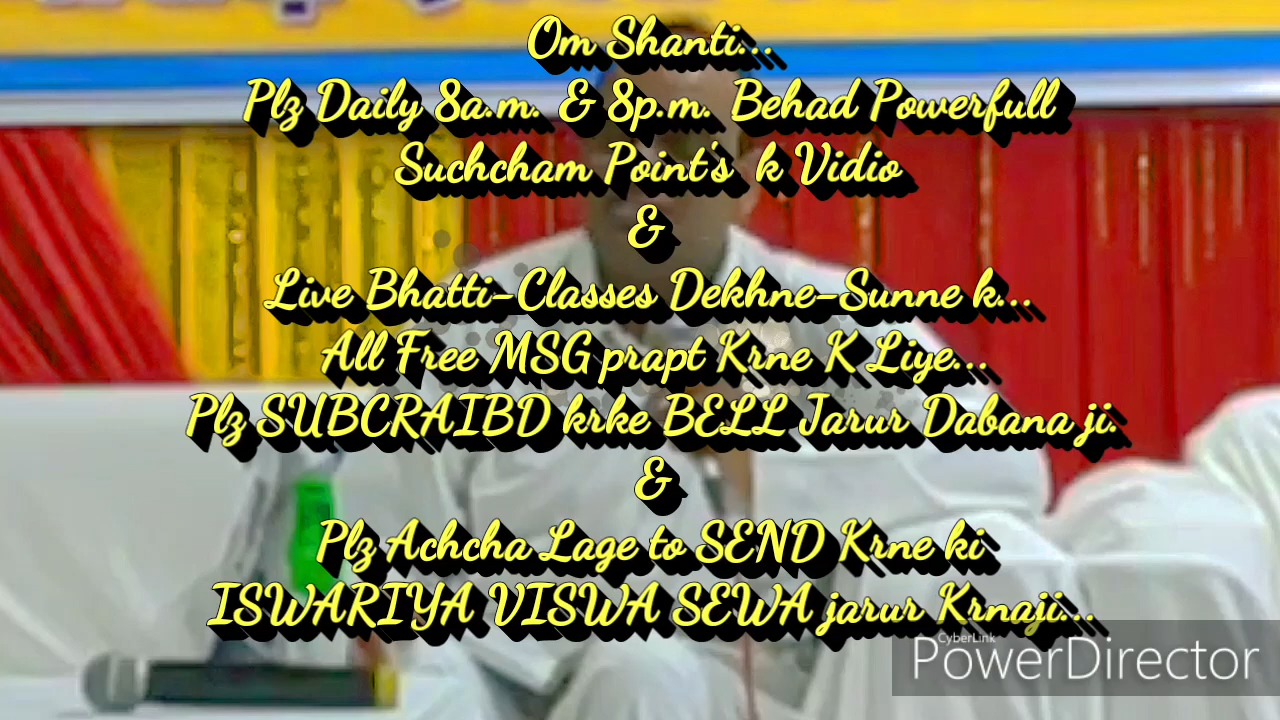 Om Shanti...
Plz Daily 8a.m. & 8p.m. Behad Powerfull
Suchcham Point's k Vidio
&
Live Bhatti-Classes Dekhne-Sunne k...
All Free MSG prapt Krne K Liye...
Plz SUBCRAIBD krke BELL Jarur Dabana ji.
&
Plz Achcha Lage to SEND Krne ki
ISWARIYA VISWA SEWA jarur Krnaji...
CyberLink
PowerDirector